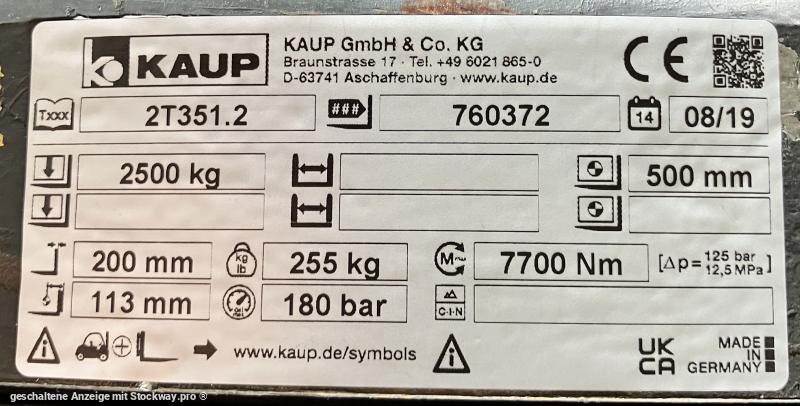 KAUP
KAUP GmbH & Co. KG
Braunstrasse 17 · Tel. +49 6021 865-0
D-63741 Aschaffenburg · www.kaup.de
CE
Txxx 2T351.2 ### 760372 14 08/19
2500 kg 500 mm
200 mm kg lb 255 kg M~ 7700 Nm [Δp= 125 bar
12,5 MPa]
113 mm 180 bar C-I-N
www.kaup.de/symbols
UK
CA
MADE
IN
GERMANY
geschaltene Anzeige mit Stockway.pro ®